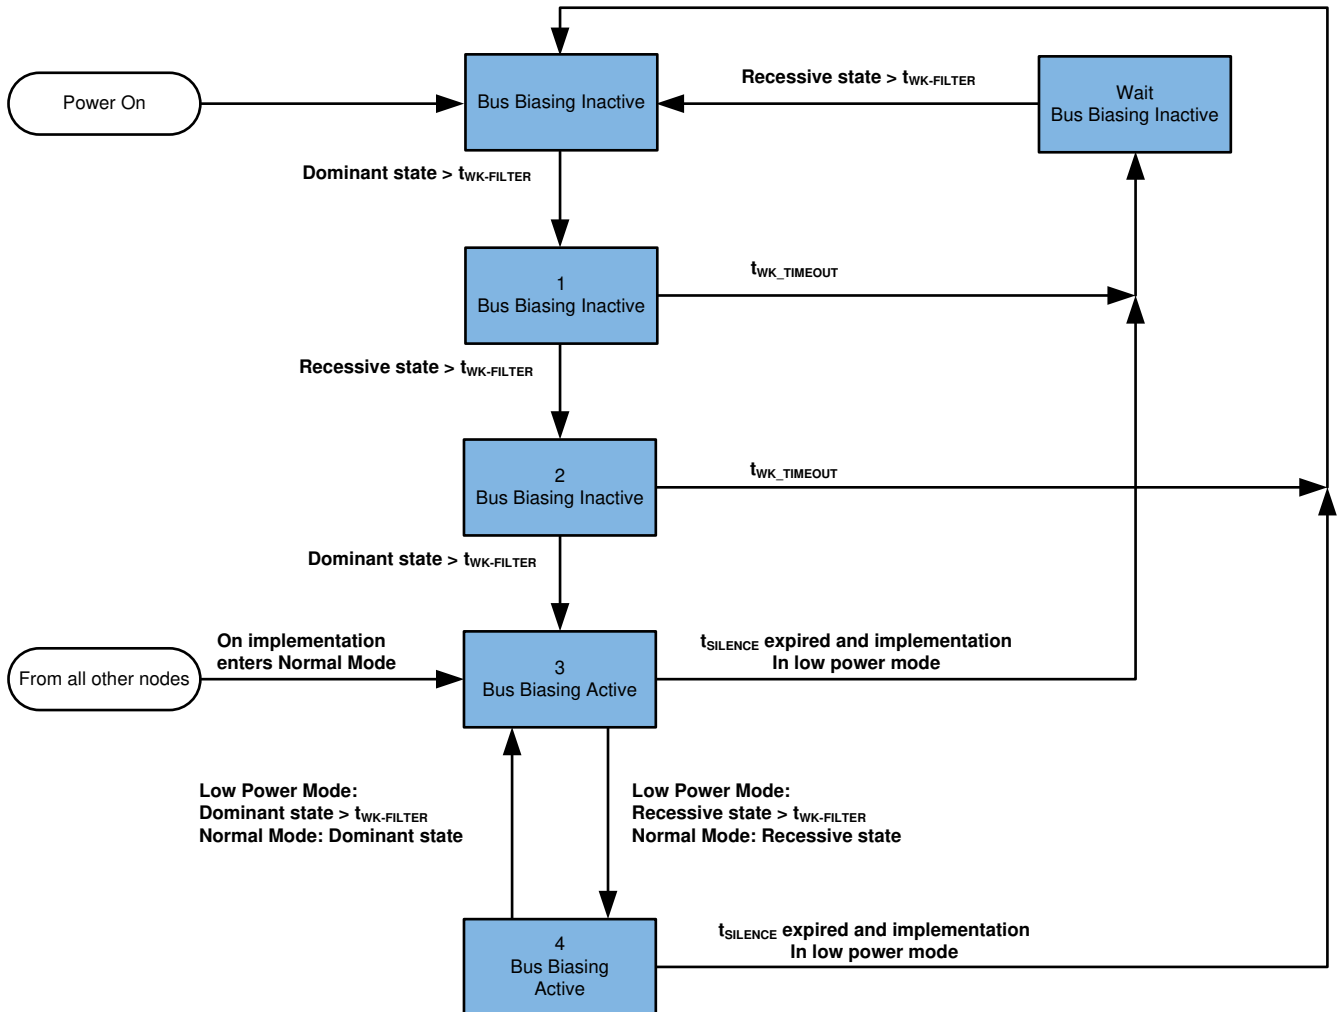 Power On
Bus Biasing Inactive
Recessive state > tWK-FILTER
Wait
Bus Biasing Inactive
Dominant state > tWK-FILTER
1
Bus Biasing Inactive
tWK_TIMEOUT
Recessive state > tWK-FILTER
2
Bus Biasing Inactive
tWK_TIMEOUT
Dominant state > tWK-FILTER
From all other nodes
On implementation
enters Normal Mode
3
Bus Biasing Active
tSILENCE expired and implementation
In low power mode
Low Power Mode:
Dominant state > tWK-FILTER
Normal Mode: Dominant state
Low Power Mode:
Recessive state > tWK-FILTER
Normal Mode: Recessive state
4
Bus Biasing
Active
tSILENCE expired and implementation
In low power mode